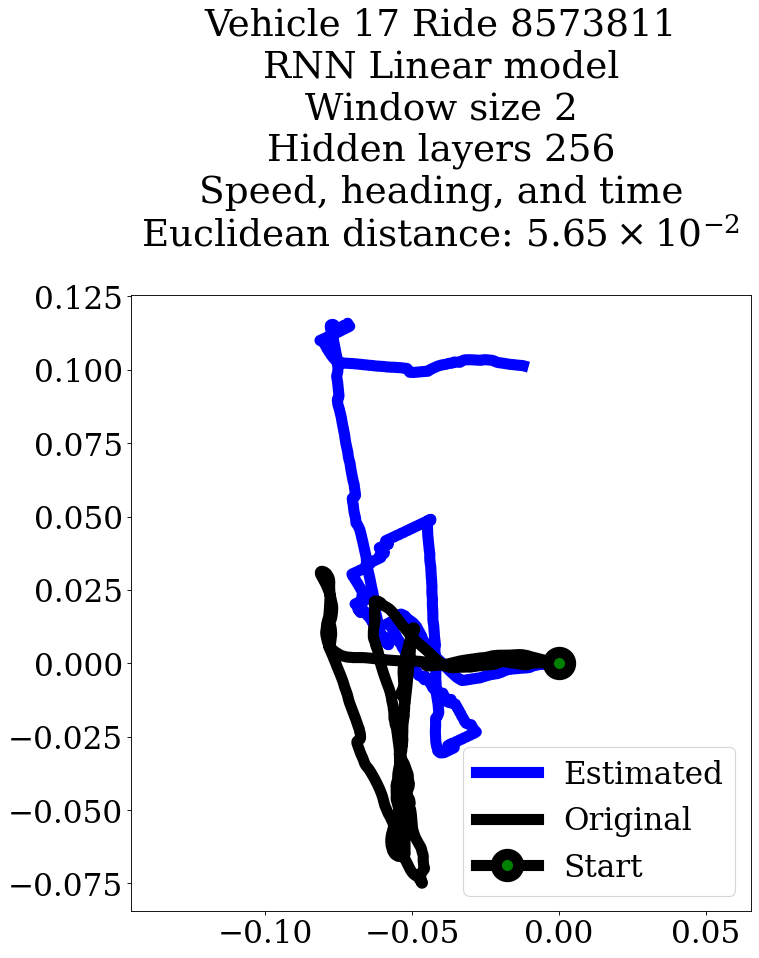 Vehicle 17 Ride 8573811
RNN Linear model
Window size 2
Hidden layers 256
Speed, heading, and time
Euclidean distance: 5.65 × 10⁻²
0.125
0.100
0.075
0.050
0.025
0.000
−0.025
−0.050
−0.075
Estimated
Original
Start
−0.10 −0.05 0.00 0.05